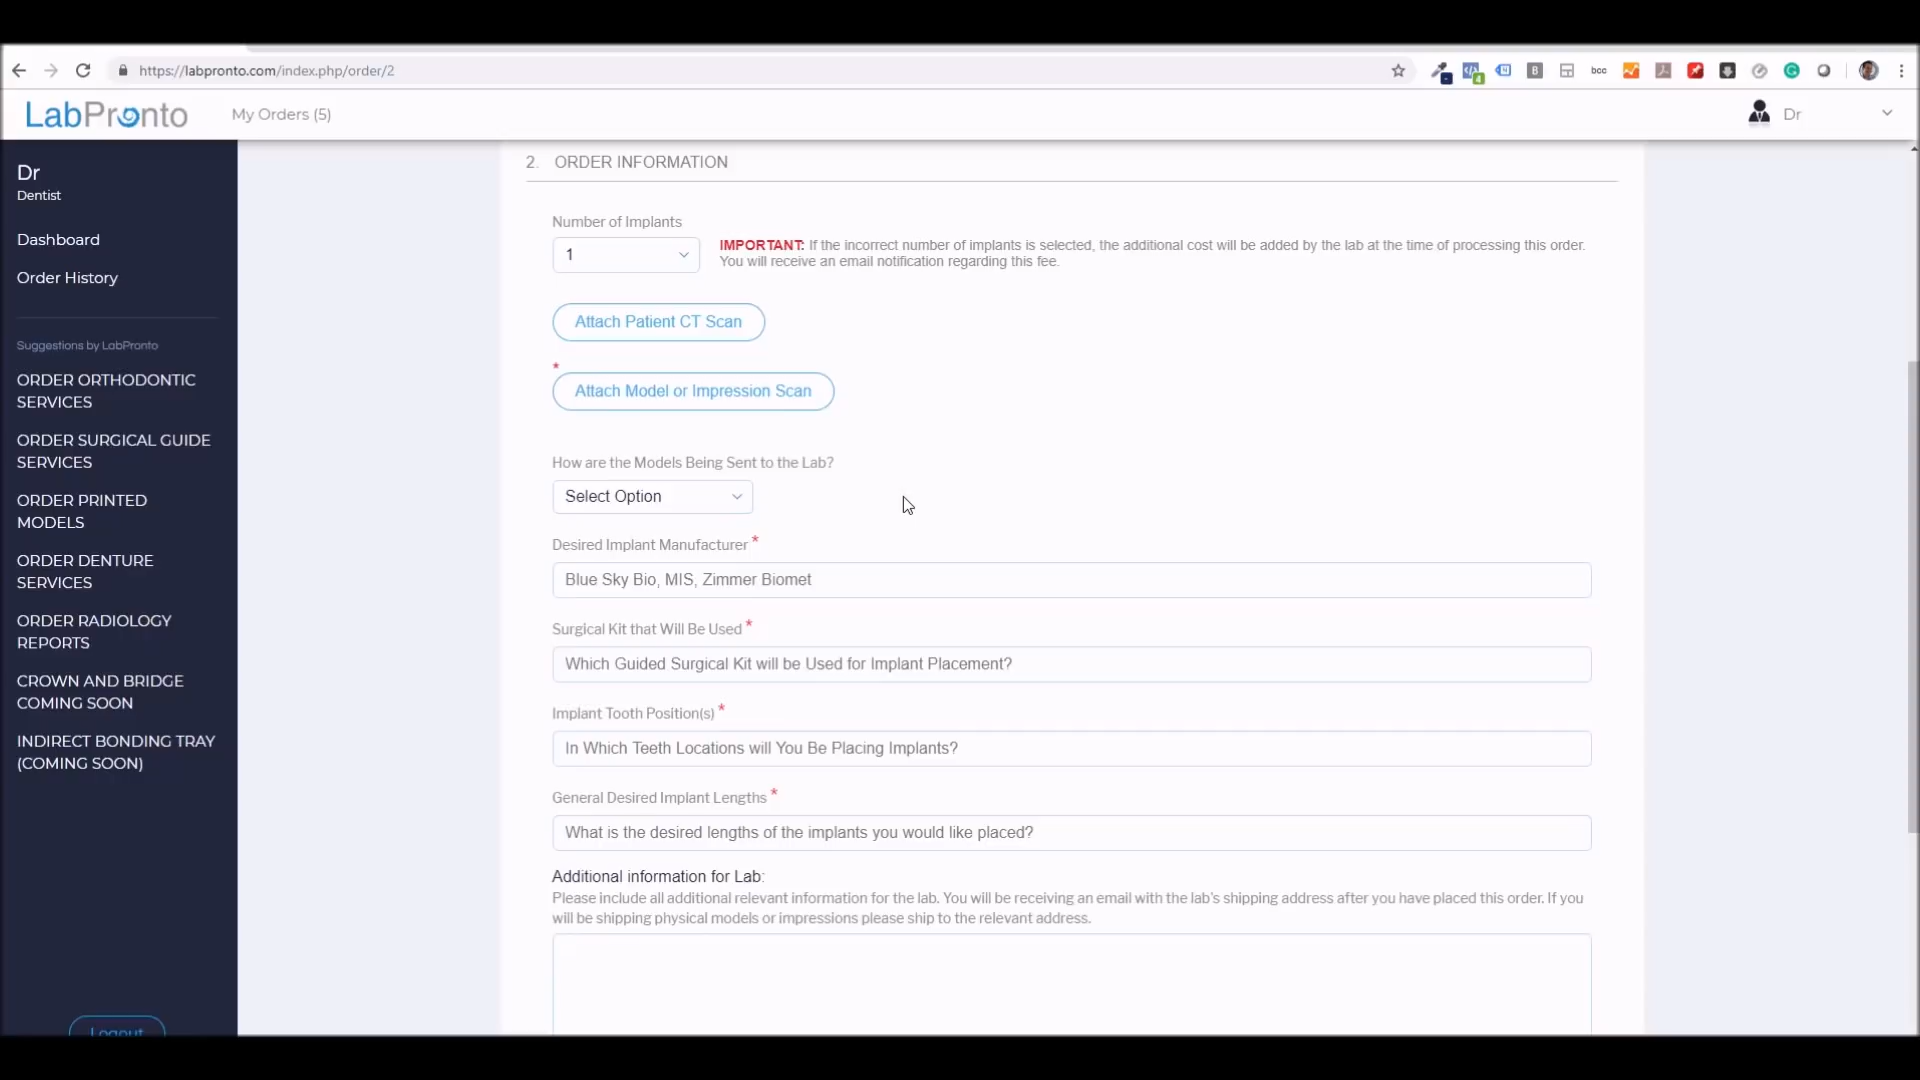 https://labpronto.com/index.php/order/2
bcc
4
B
LabPronto
My Orders (5)
Dr
Dr
Dentist
Dashboard
Order History
Suggestions by LabPronto
ORDER ORTHODONTIC
SERVICES
ORDER SURGICAL GUIDE
SERVICES
ORDER PRINTED
MODELS
ORDER DENTURE
SERVICES
ORDER RADIOLOGY
REPORTS
CROWN AND BRIDGE
COMING SOON
INDIRECT BONDING TRAY
(COMING SOON)
Logout
2. ORDER INFORMATION
Number of Implants
1
IMPORTANT: If the incorrect number of implants is selected, the additional cost will be added by the lab at the time of processing this order.
You will receive an email notification regarding this fee.
Attach Patient CT Scan
*
Attach Model or Impression Scan
How are the Models Being Sent to the Lab?
Select Option
Desired Implant Manufacturer *
Blue Sky Bio, MIS, Zimmer Biomet
Surgical Kit that Will Be Used *
Which Guided Surgical Kit will be Used for Implant Placement?
Implant Tooth Position(s) *
In Which Teeth Locations will You Be Placing Implants?
General Desired Implant Lengths *
What is the desired lengths of the implants you would like placed?
Additional information for Lab:
Please include all additional relevant information for the lab. You will be receiving an email with the lab's shipping address after you have placed this order. If you
will be shipping physical models or impressions please ship to the relevant address.